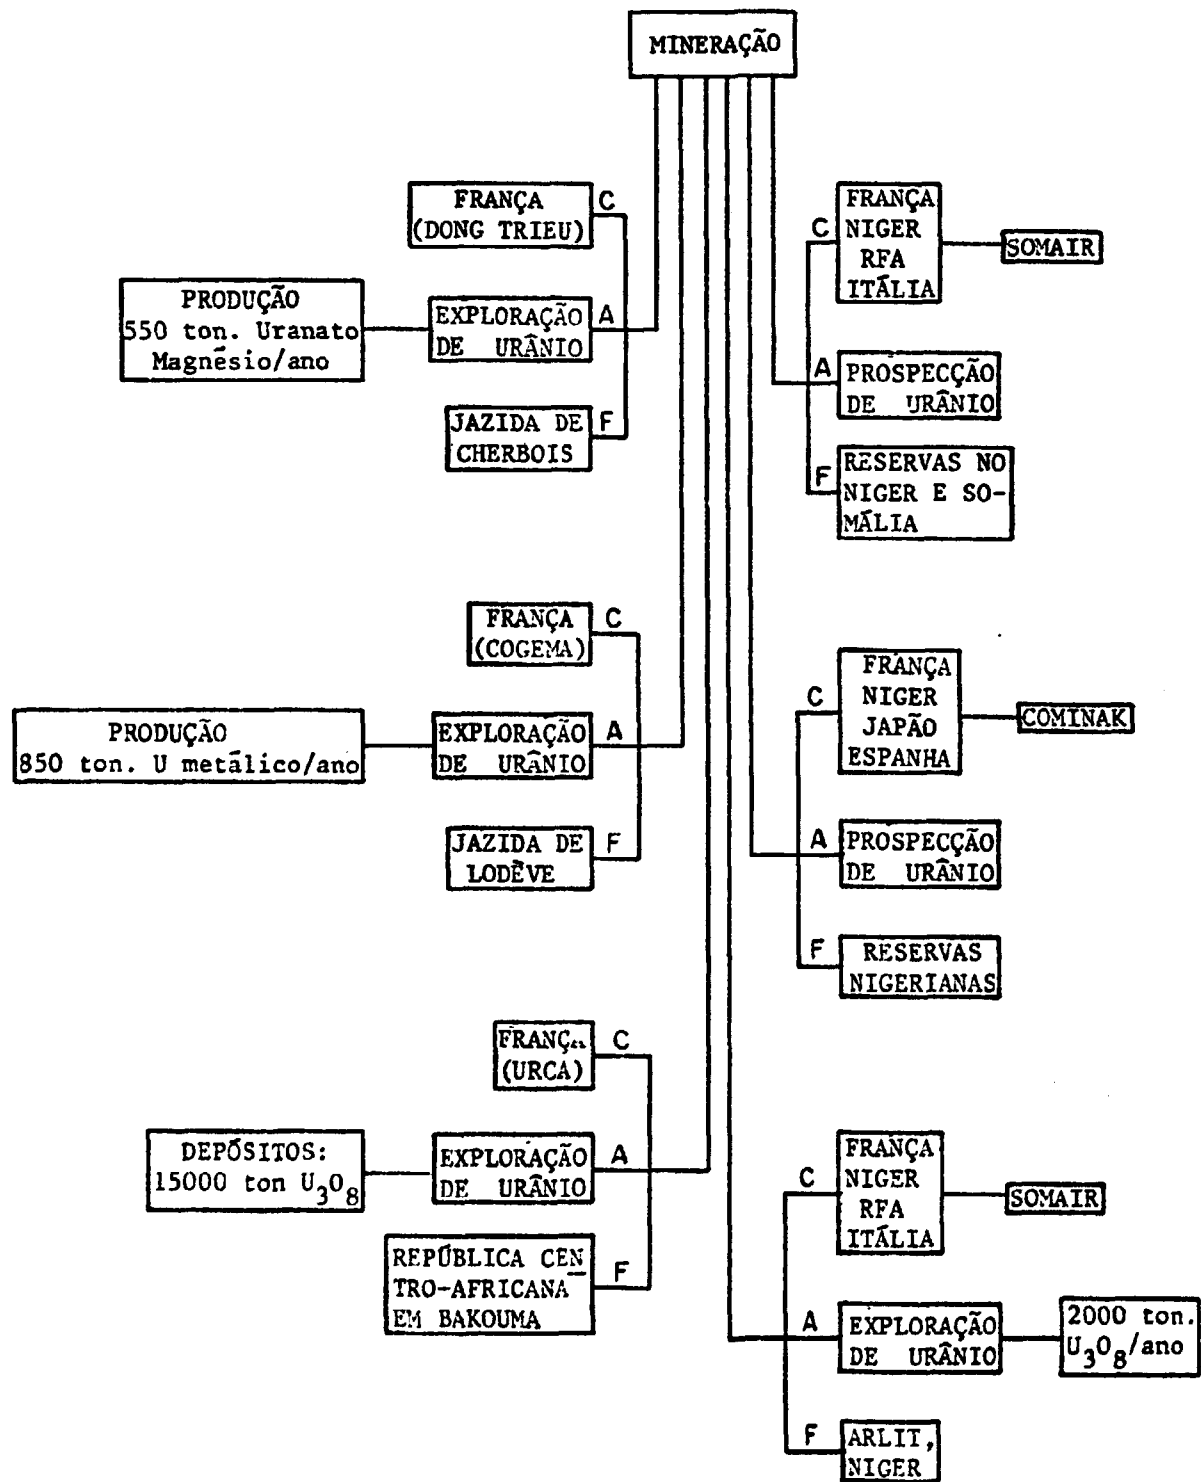 MINERAÇÃO
FRANÇA
(DONG TRIEU)
C
PRODUÇÃO
550 ton. Uranato
Magnésio/ano
EXPLORAÇÃO
DE URÂNIO
A
JAZIDA DE
CHERBOIS
F
FRANÇA
(COGEMA)
C
PRODUÇÃO
850 ton. U metálico/ano
EXPLORAÇÃO
DE URÂNIO
A
JAZIDA DE
LODÈVE
F
(URCA)
C
DEPÓSITOS:
15000 ton U3O8
EXPLORAÇÃO
DE URÂNIO
A
REPÚBLICA CEN
TRO-AFRICANA
EM BAKOUMA
F
C
FRANÇA
NIGER
RFA
ITÁLIA
SOMAIR
A
PROSPECÇÃO
DE URÂNIO
F
RESERVAS NO
NIGER E SO-
MÁLIA
C
FRANÇA
NIGER
JAPÃO
ESPANHA
COMINAK
A
PROSPECÇÃO
DE URÂNIO
F
RESERVAS
NIGERIANAS
C
FRANÇA
NIGER
RFA
ITÁLIA
SOMAIR
A
EXPLORAÇÃO
DE URÂNIO
2000 ton.
U3O8/ano
F
ARLIT,
NIGER